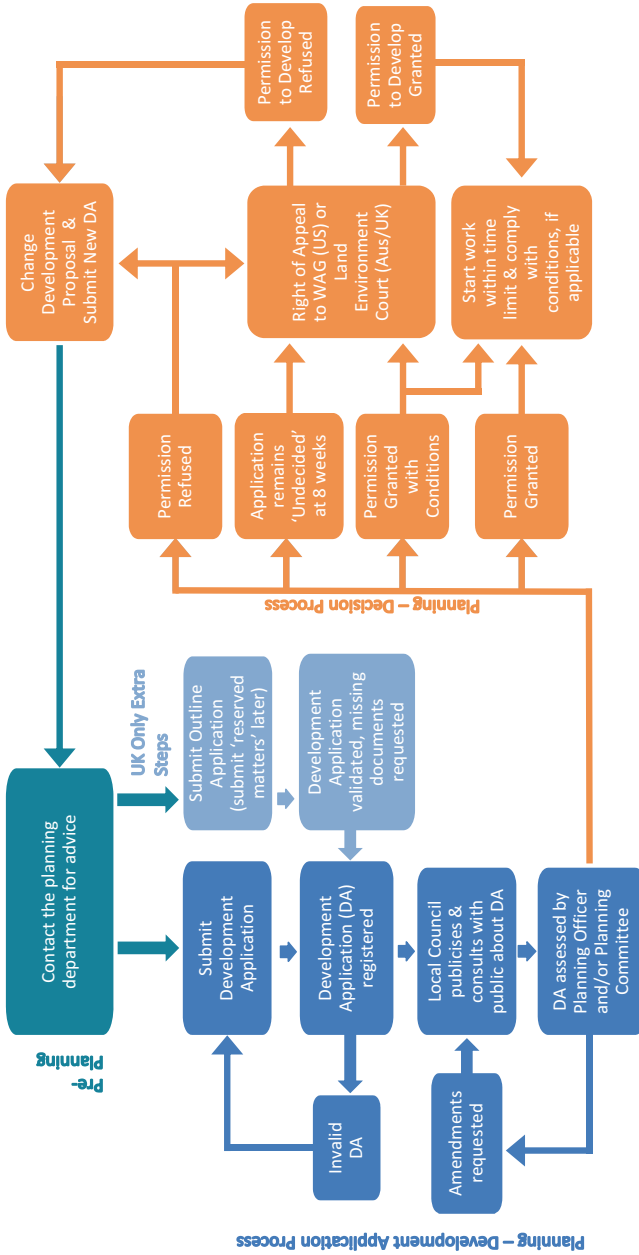 Pre-
Planning
Contact the planning
department for advice
UK Only Extra
Steps
Planning – Development Application Process
Submit
Development
Application
Submit Outline
Application
(submit ‘reserved
matters’ later)
Invalid
DA
Development
Application (DA)
registered
Development
Application
validated, missing
documents
requested
Amendments
requested
Local Council
publicises &
consults with
public about DA
DA assessed by
Planning Officer
and/or Planning
Committee
Planning – Decision Process
Permission
Refused
Application
remains
‘Undecided’
at 8 weeks
Permission
Granted
with
Conditions
Permission
Granted
Change
Development
Proposal &
Submit New DA
Right of Appeal
to WAG (US) or
Land
Environment
Court (Aus/UK)
Start work
within time
limit & comply
with
conditions, if
applicable
Permission
to Develop
Refused
Permission
to Develop
Granted